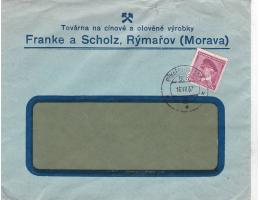 Továrna na cínové a olověné výrobky
Franke a Scholz, Rýmařov (Morava)